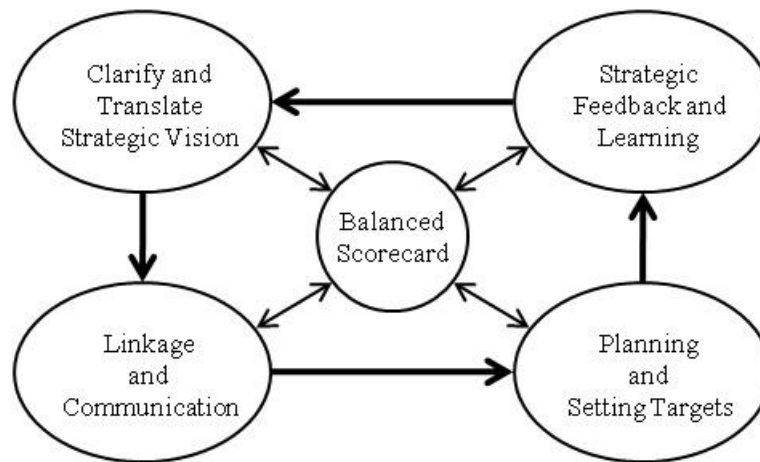 Clarify and
Translate
Strategic Vision
Strategic
Feedback and
Learning
Balanced
Scorecard
Linkage
and
Communication
Planning
and
Setting Targets